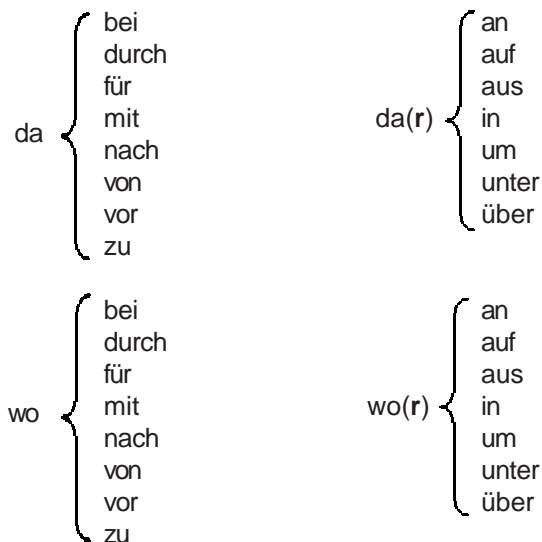 bei
durch
für
da mit
nach
von
vor
zu
an
auf
aus
da(r) in
um
unter
über
bei
durch
für
wo mit
nach
von
vor
zu
an
auf
aus
wo(r) in
um
unter
über